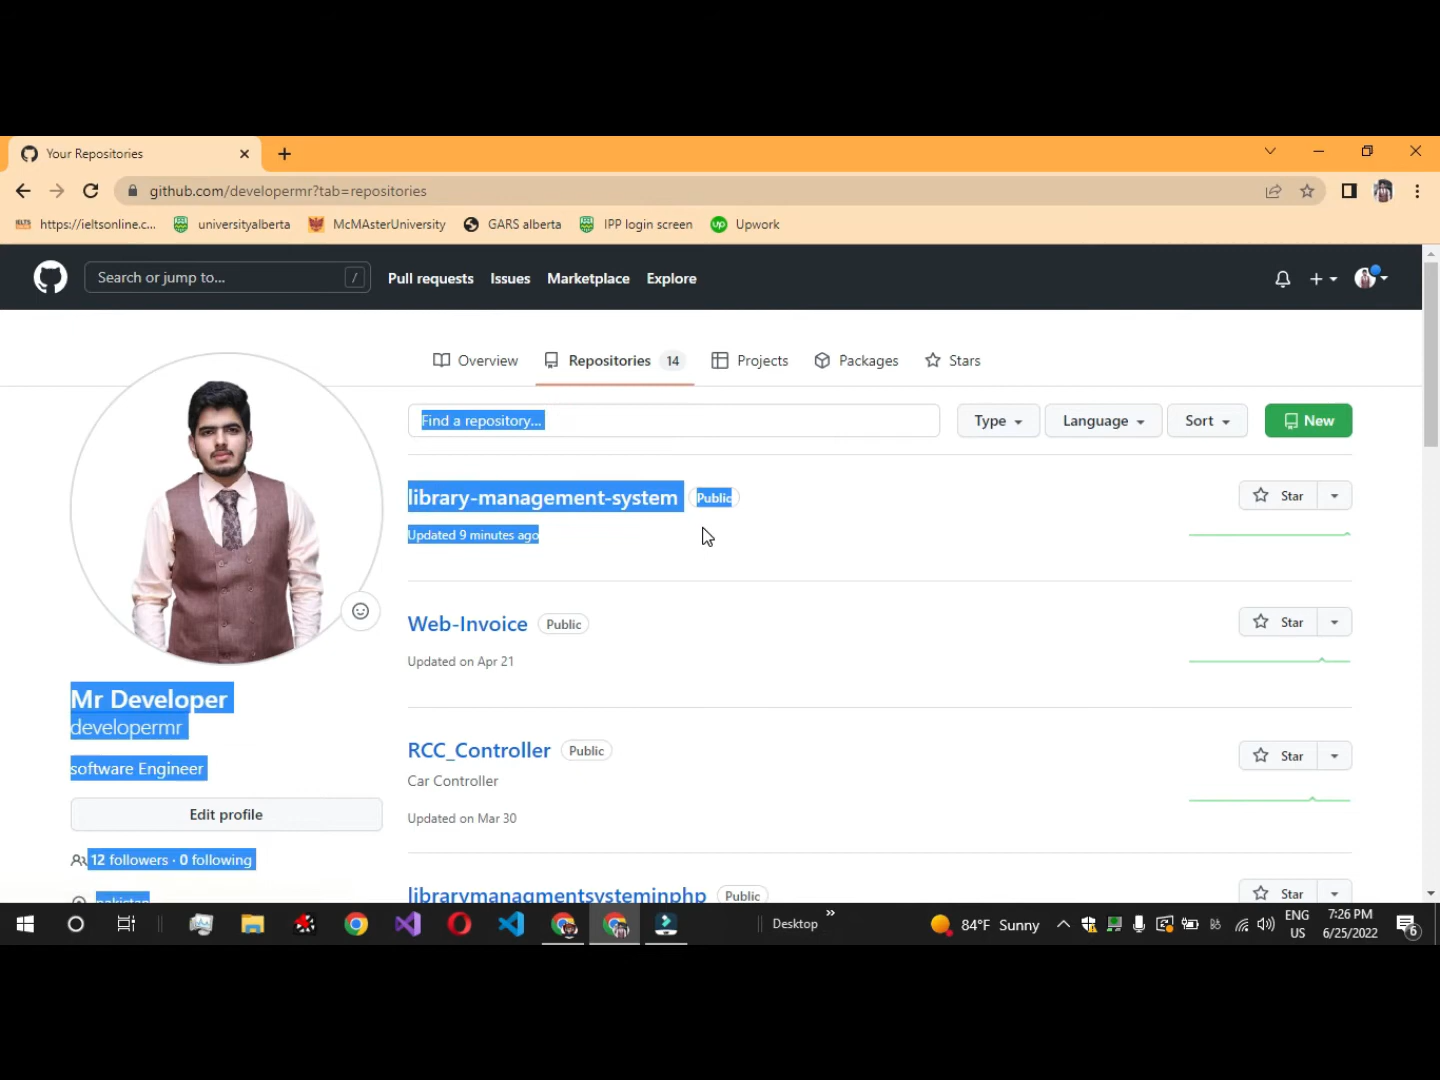 Your Repositories
github.com/developermr?tab=repositories
https://ieltsonline.c...
universityalberta
McMAsterUniversity
GARS alberta
IPP login screen
up
Upwork
Search or jump to...
/
Pull requests
Issues
Marketplace
Explore
Overview
Repositories 14
Projects
Packages
Stars
Find a repository...
Type
Language
Sort
New
library-management-system Public
Star
Updated 9 minutes ago
Web-Invoice Public
Star
Updated on Apr 21
Mr Developer
developermr
software Engineer
Edit profile
12 followers · 0 following
pakistan
RCC_Controller Public
Star
Car Controller
Updated on Mar 30
librarymanagmentsysteminphp Public
Star
Desktop
»
84°F Sunny
ENG
US
7:26 PM
6/25/2022
6